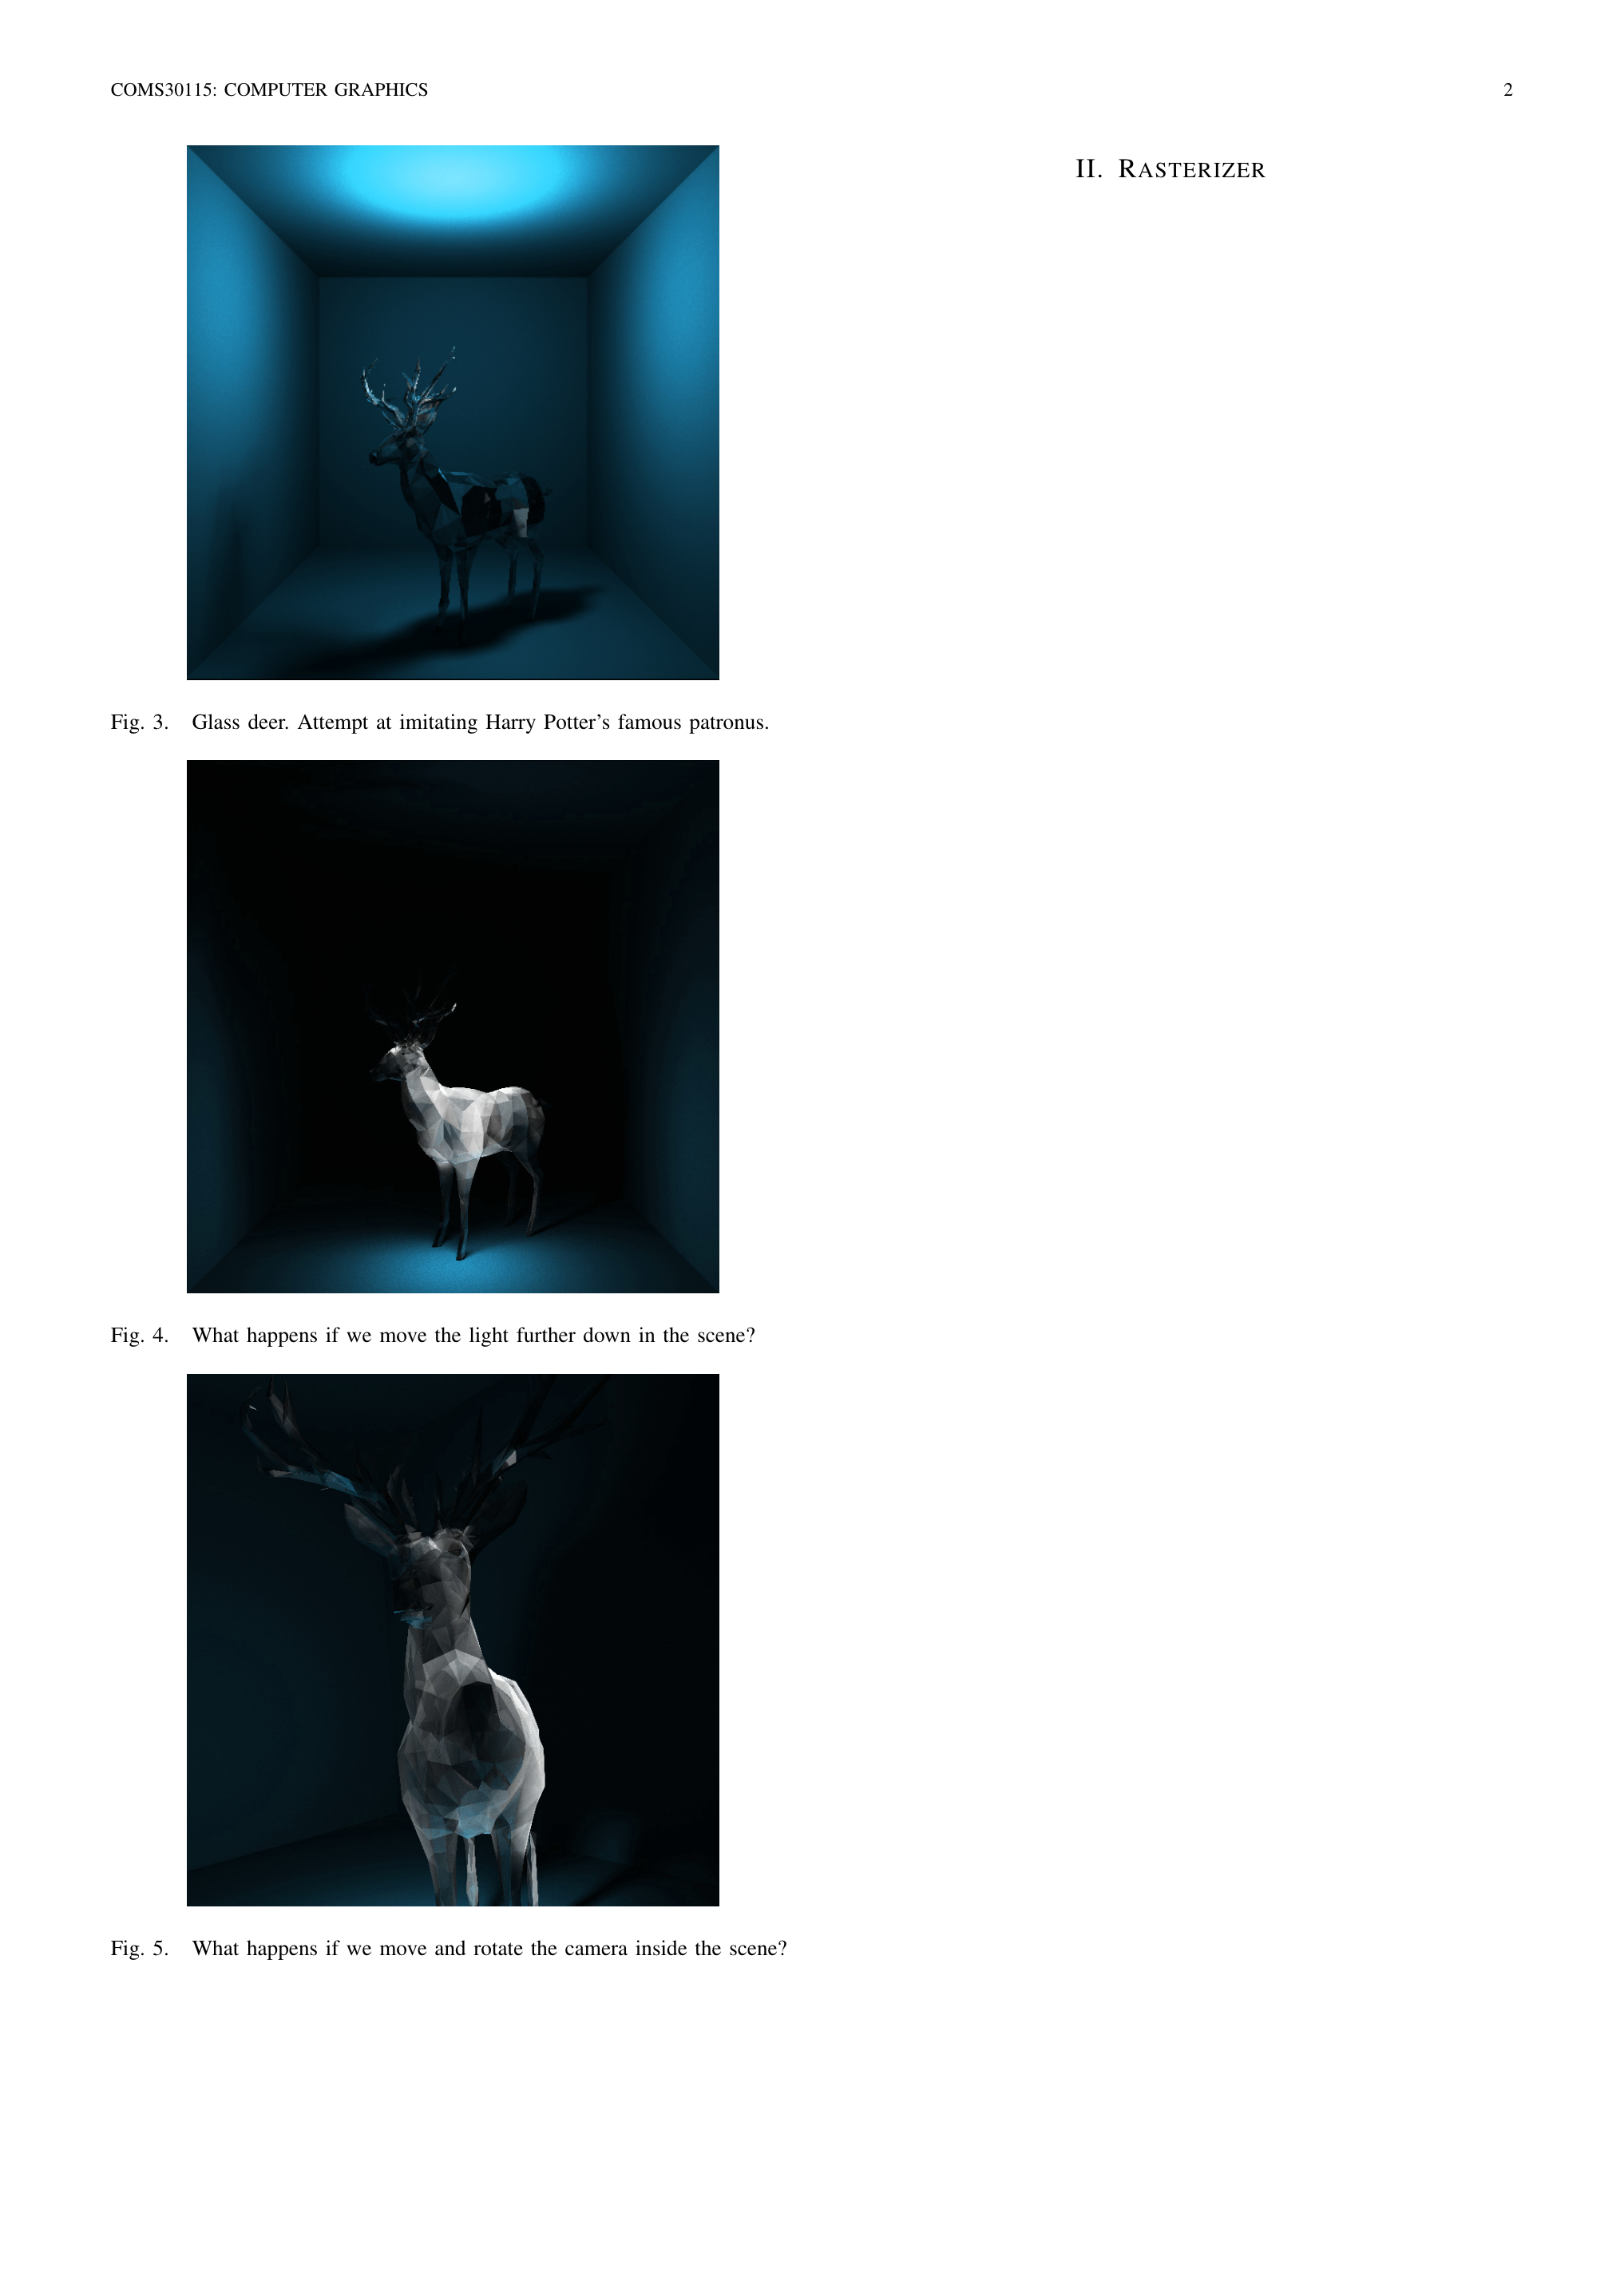 COMS30115: COMPUTER GRAPHICS 2
Fig. 3. Glass deer. Attempt at imitating Harry Potter's famous patronus.
Fig. 4. What happens if we move the light further down in the scene?
Fig. 5. What happens if we move and rotate the camera inside the scene?
II. RASTERIZER